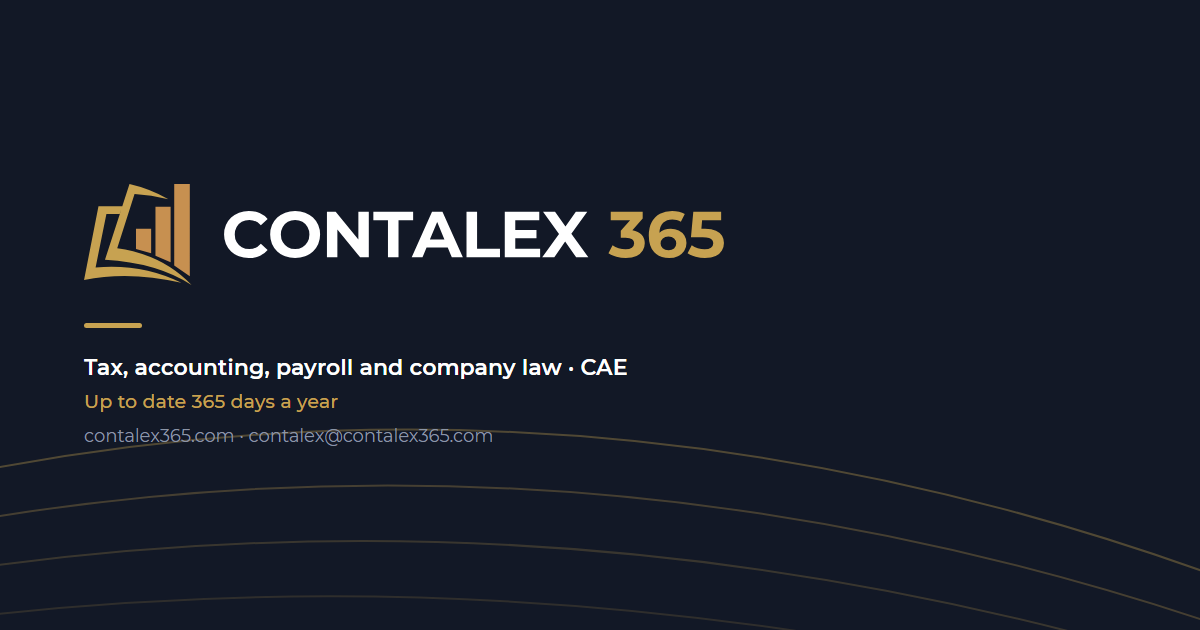 CONTALEX 365
Tax, accounting, payroll and company law · CAE
Up to date 365 days a year
contalex365.com · contalex@contalex365.com